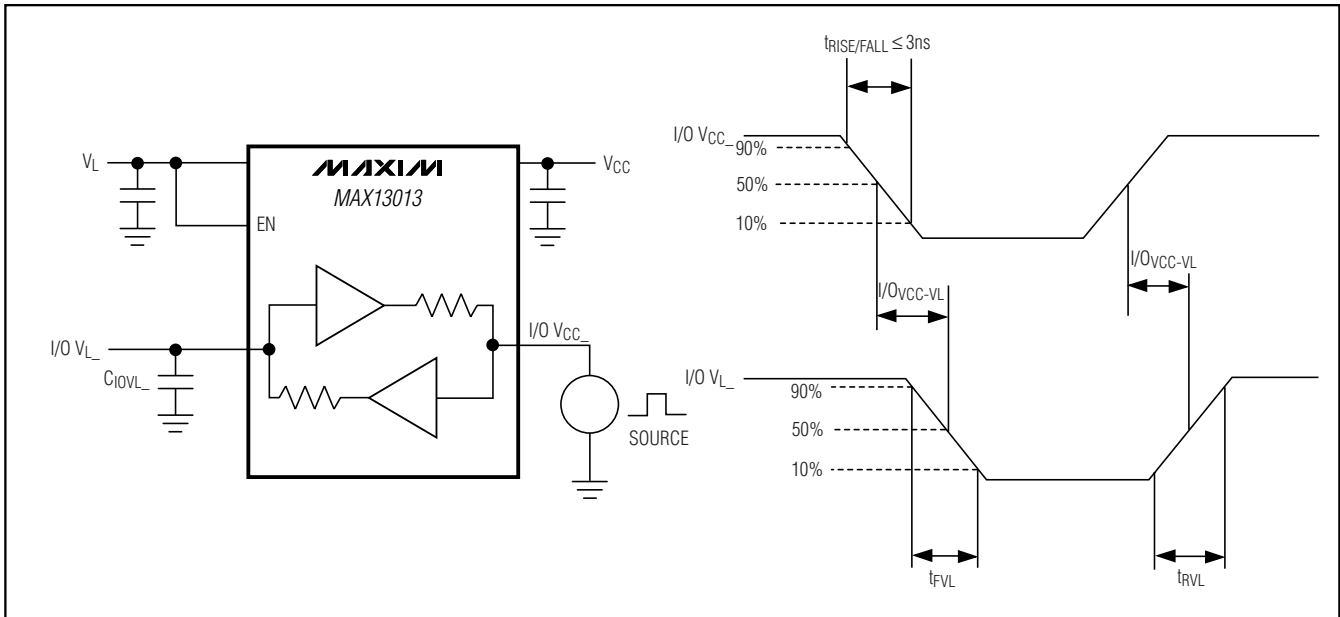 VL
VCC
MAXIM
MAX13013
EN
I/O VL_
CIOVL_
I/O VCC_
SOURCE
tRISE/FALL ≤ 3ns
I/O VCC_
90%
50%
10%
I/OVCC-VL
I/OVCC-VL
I/O VL_
90%
50%
10%
tFVL
tRVL